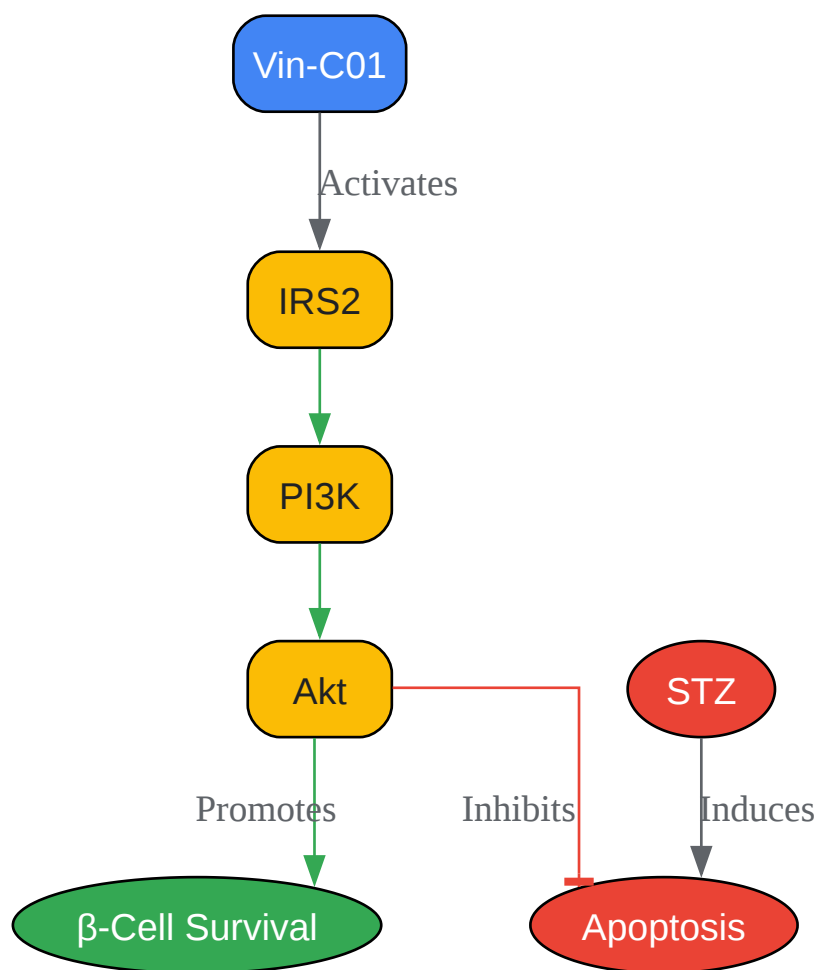 Vin-C01
Activates
IRS2
PI3K
Akt
STZ
Promotes
Inhibits
Induces
β-Cell Survival
Apoptosis